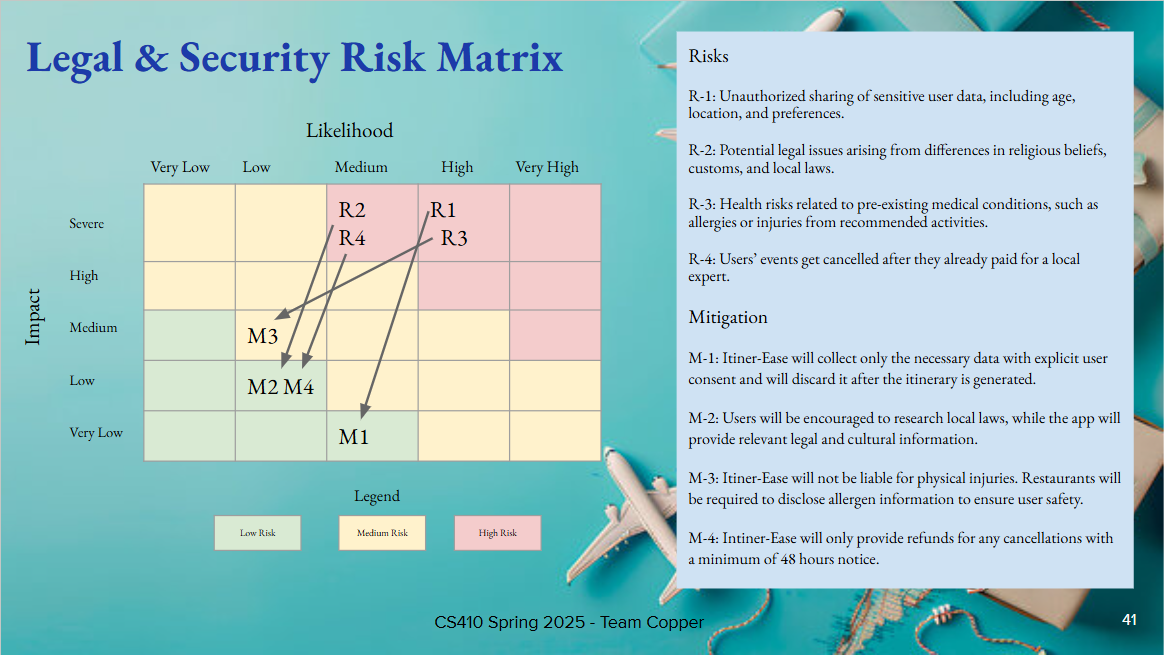 Legal & Security Risk Matrix
Likelihood
Very Low Low Medium High Very High
Impact
Severe
R2 R1
R4 R3
High
Medium
M3
Low
M2 M4
Very Low
M1
Legend
Low Risk Medium Risk High Risk
Risks
R-1: Unauthorized sharing of sensitive user data, including age,
location, and preferences.
R-2: Potential legal issues arising from differences in religious beliefs,
customs, and local laws.
R-3: Health risks related to pre-existing medical conditions, such as
allergies or injuries from recommended activities.
R-4: Users’ events get cancelled after they already paid for a local
expert.
Mitigation
M-1: Itiner-Ease will collect only the necessary data with explicit user
consent and will discard it after the itinerary is generated.
M-2: Users will be encouraged to research local laws, while the app will
provide relevant legal and cultural information.
M-3: Itiner-Ease will not be liable for physical injuries. Restaurants will
be required to disclose allergen information to ensure user safety.
M-4: Intiner-Ease will only provide refunds for any cancellations with
a minimum of 48 hours notice.
CS410 Spring 2025 - Team Copper
41